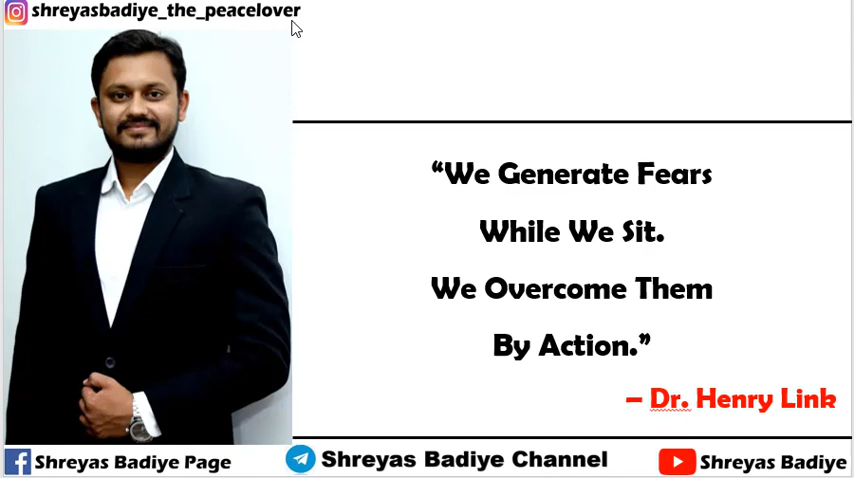 shreyasbadiye_the_peacelover
“We Generate Fears
While We Sit.
We Overcome Them
By Action.”
– Dr. Henry Link
Shreyas Badiye Page
Shreyas Badiye Channel
Shreyas Badiye